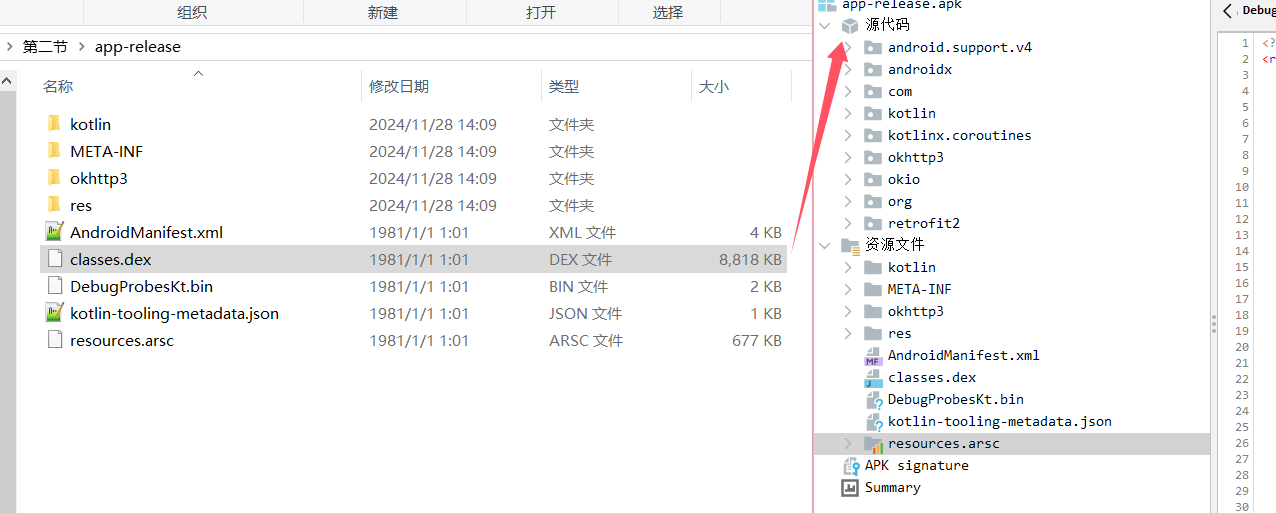 组织
新建
打开
选择
第二节 app-release
名称 修改日期 类型 大小
kotlin 2024/11/28 14:09 文件夹
META-INF 2024/11/28 14:09 文件夹
okhttp3 2024/11/28 14:09 文件夹
res 2024/11/28 14:09 文件夹
AndroidManifest.xml 1981/1/1 1:01 XML 文件 4 KB
classes.dex 1981/1/1 1:01 DEX 文件 8,818 KB
DebugProbesKt.bin 1981/1/1 1:01 BIN 文件 2 KB
kotlin-tooling-metadata.json 1981/1/1 1:01 JSON 文件 1 KB
resources.arsc 1981/1/1 1:01 ARSC 文件 677 KB
app-release.apk
源代码
android.support.v4
androidx
com
kotlin
kotlinx.coroutines
okhttp3
okio
org
retrofit2
资源文件
kotlin
META-INF
okhttp3
res
AndroidManifest.xml
classes.dex
DebugProbesKt.bin
kotlin-tooling-metadata.json
resources.arsc
APK signature
Summary
Debug
1 <?
2 <r
3
4
5
6
7
8
9
10
11
12
13
14
15
16
17
18
19
20
21
22
23
24
25
26
27
28
29
30